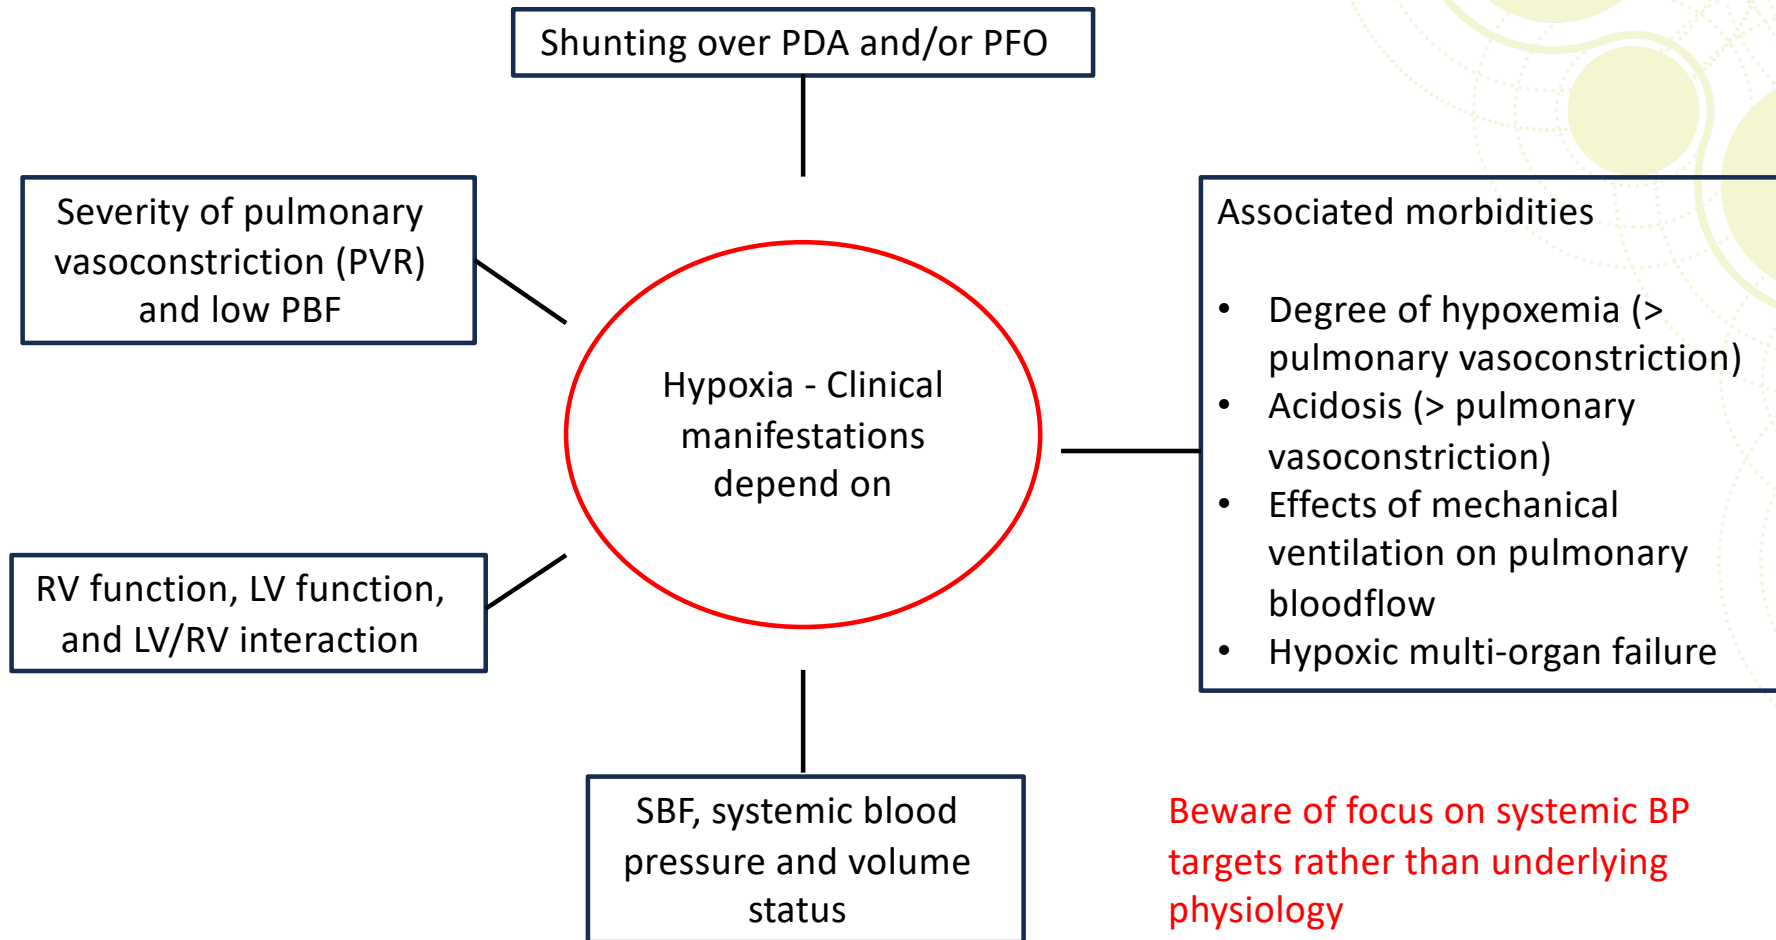 Shunting over PDA and/or PFO
Severity of pulmonary
vasoconstriction (PVR)
and low PBF
Associated morbidities
• Degree of hypoxemia (>
pulmonary vasoconstriction)
• Acidosis (> pulmonary
vasoconstriction)
• Effects of mechanical
ventilation on pulmonary
bloodflow
• Hypoxic multi-organ failure
Hypoxia - Clinical
manifestations
depend on
RV function, LV function,
and LV/RV interaction
SBF, systemic blood
pressure and volume
status
Beware of focus on systemic BP
targets rather than underlying
physiology